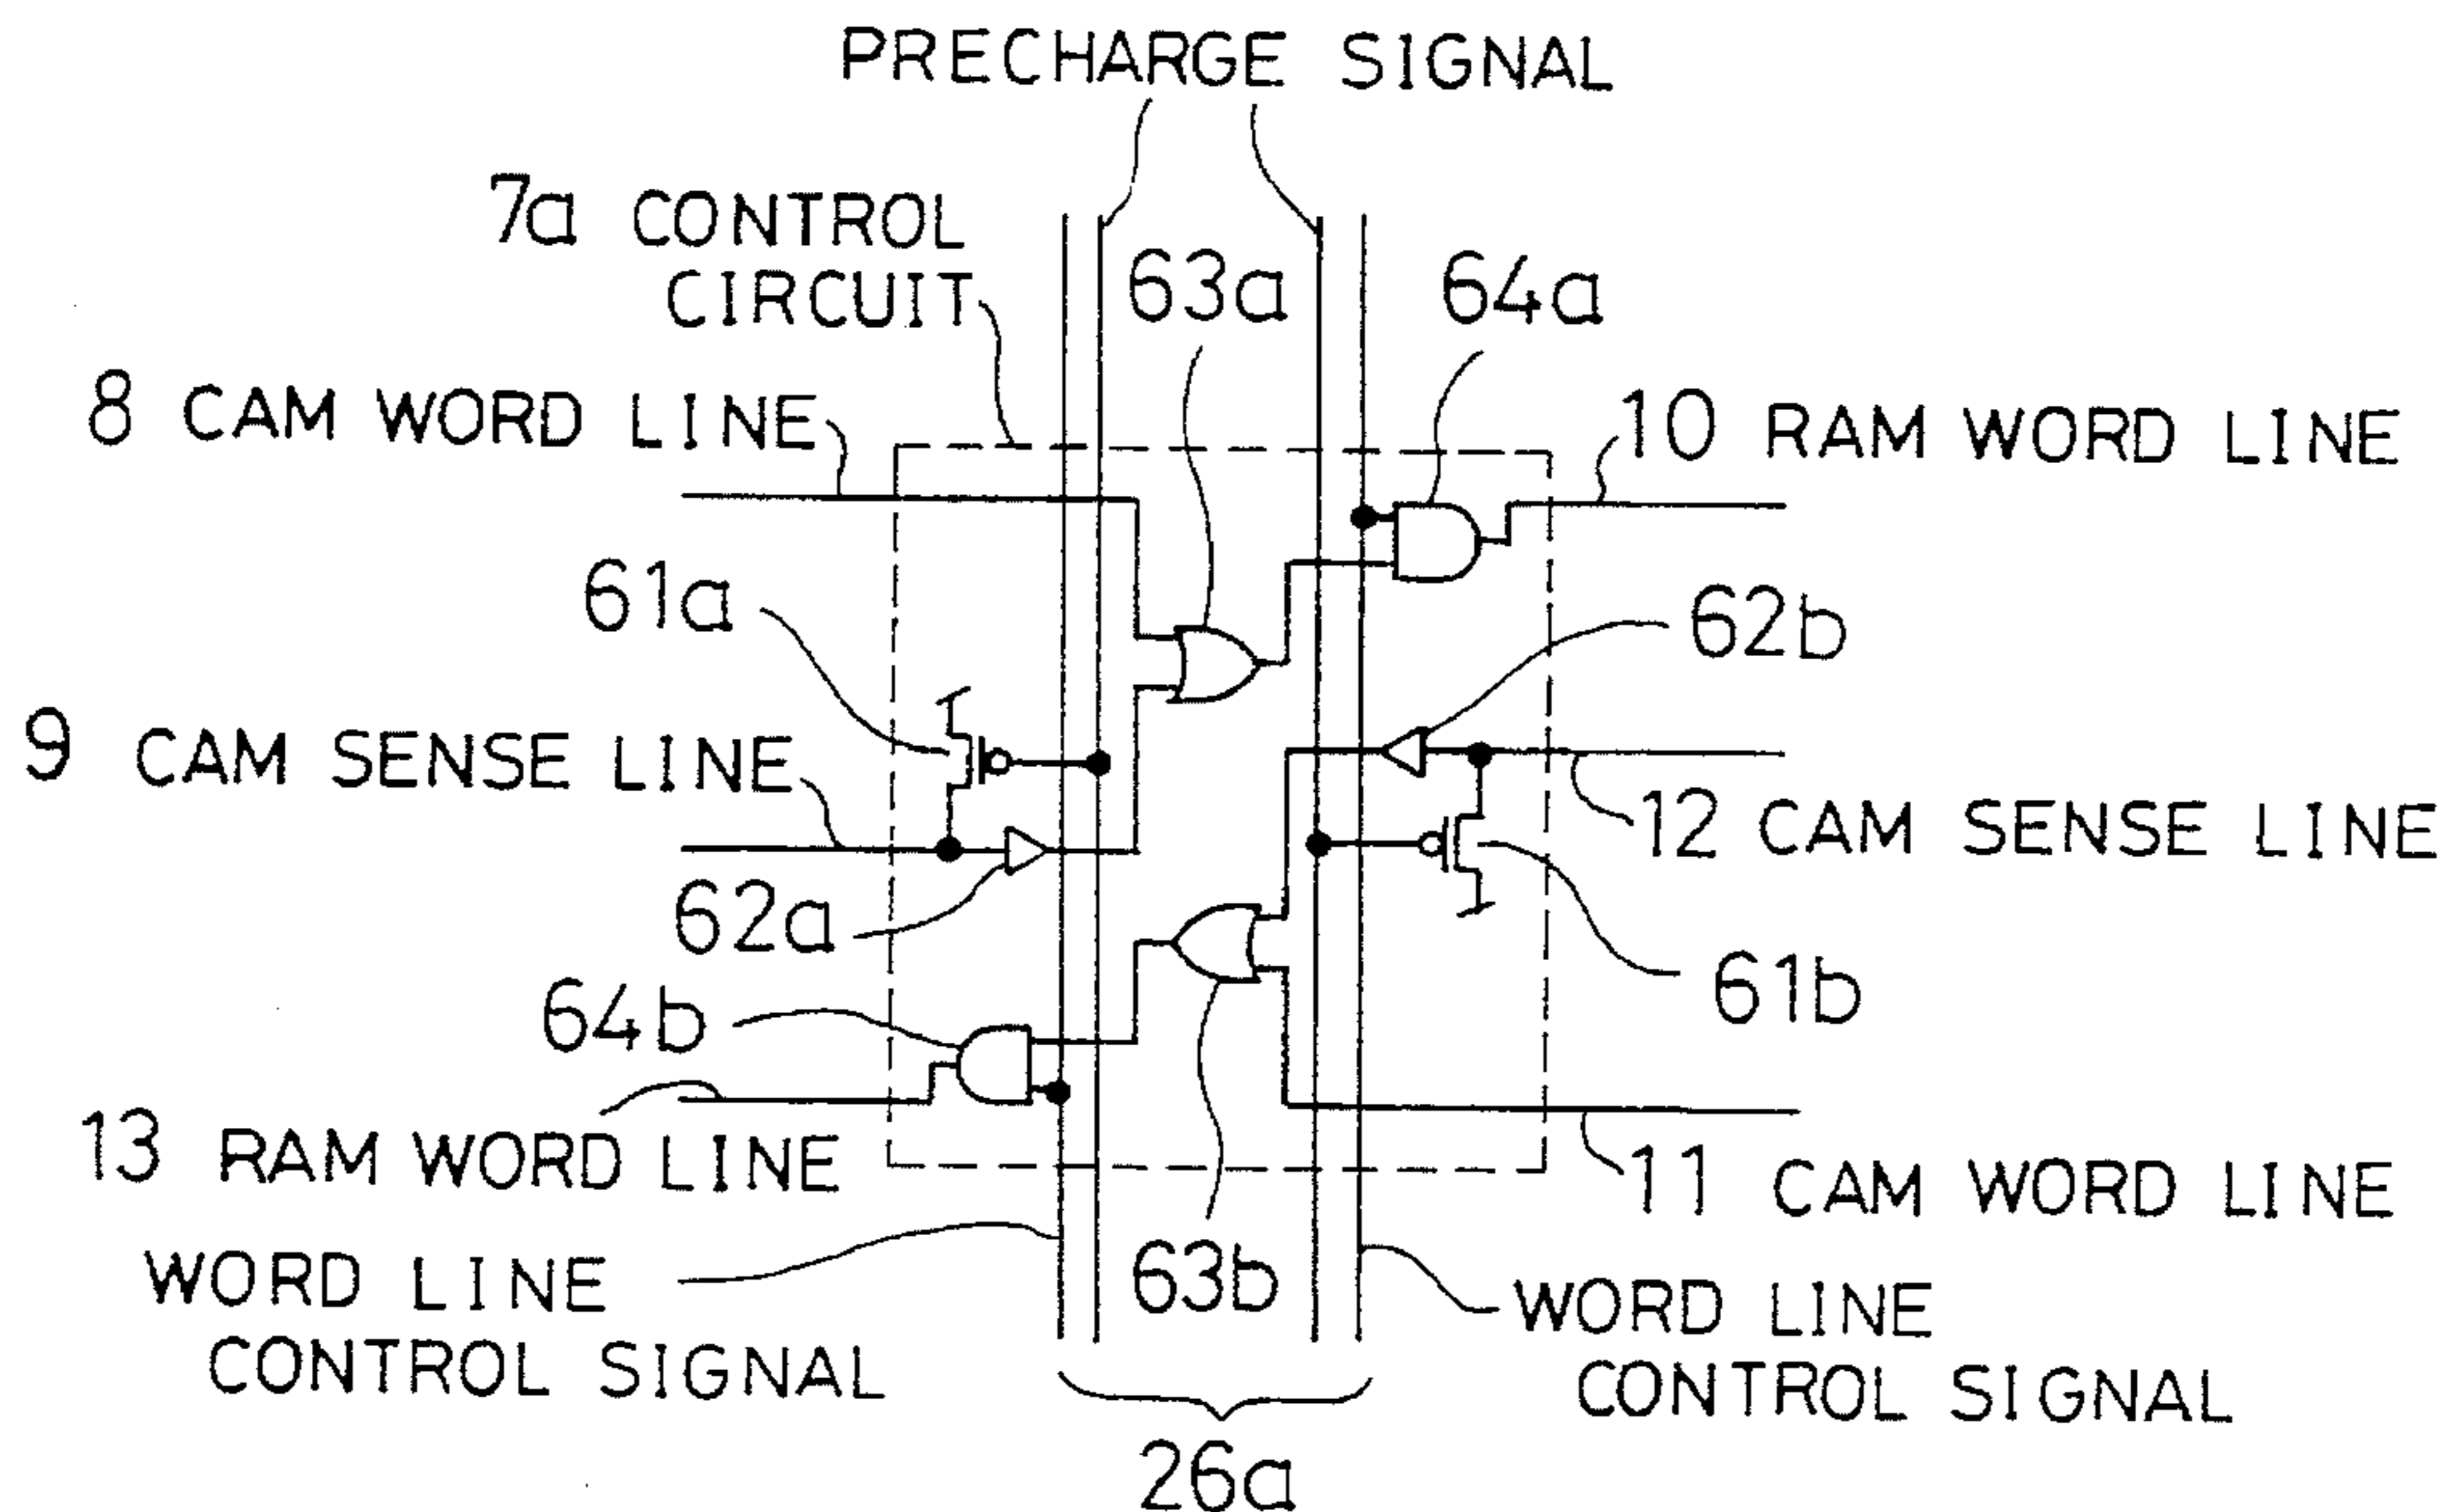 PRECHARGE SIGNAL
7a CONTROL
CIRCUIT
63a
64a
8 CAM WORD LINE
10 RAM WORD LINE
61a
62b
9 CAM SENSE LINE
12 CAM SENSE LINE
62a
61b
64b
13 RAM WORD LINE
11 CAM WORD LINE
WORD LINE
CONTROL SIGNAL
63b
WORD LINE
CONTROL SIGNAL
26a